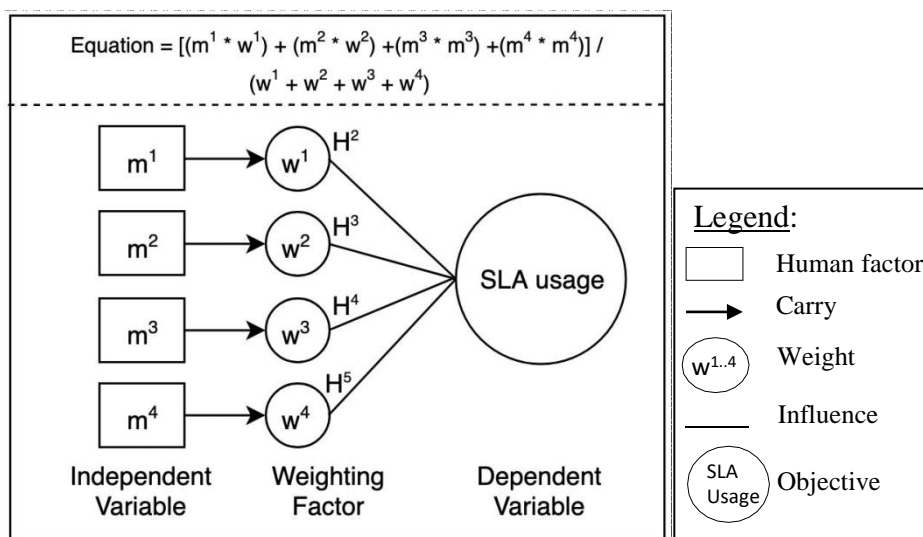 Equation = [(m¹ * w¹) + (m² * w²) +(m³ * m³) +(m⁴ * m⁴)] /
(w¹ + w² + w³ + w⁴)
m¹
w¹
H²
m²
w²
H³
m³
w³
H⁴
m⁴
w⁴
H⁵
SLA usage
Independent
Variable
Weighting
Factor
Dependent
Variable
Legend:
Human factor
Carry
w¹··⁴
Weight
Influence
SLA
Usage
Objective